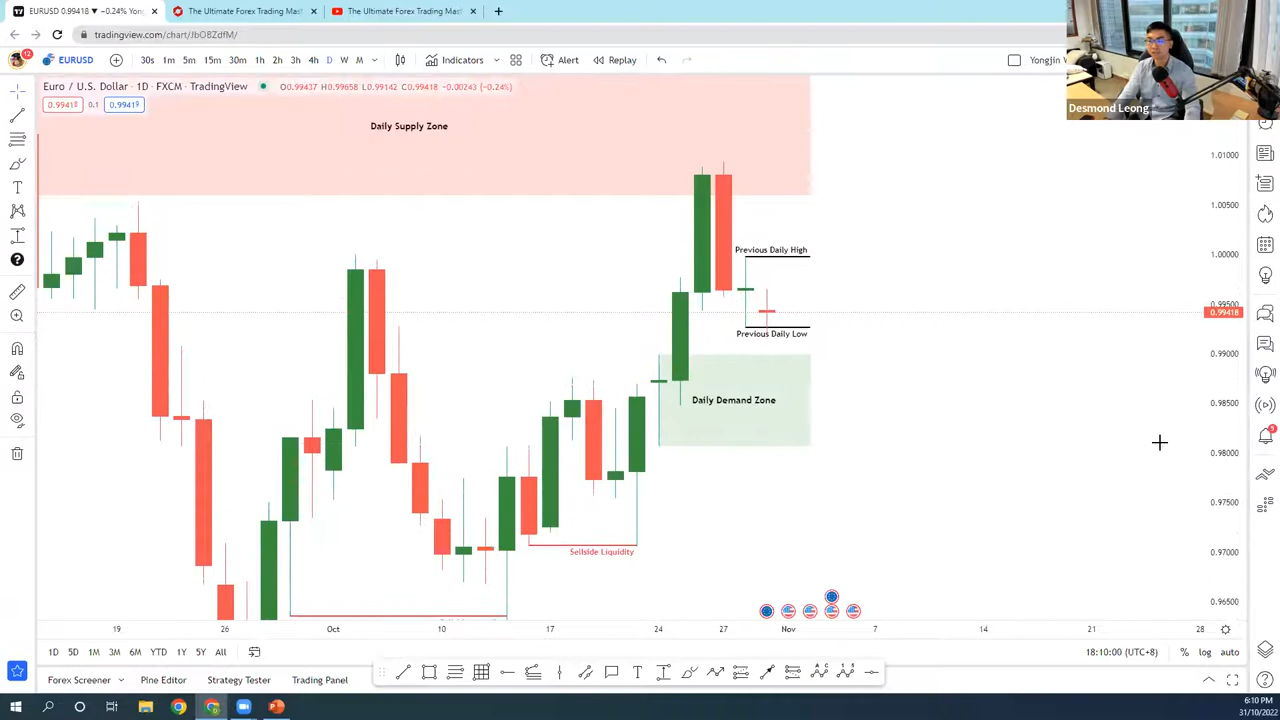 EURUSD 0.99418 ▼ −0.24% Yong
The Ultimate Forex Trading Mast
The Ultimate Forex Trading Mast
tradingview.com/chart/JbOBZdfM/
12
EURUSD
30s 1m 5m 15m 30m 1h 2h 3h 4h D W M
Indicators
Alert
Replay
Yongjin
Desmond Leong
Euro / U.S. Dollar · 1D · FXCM · TradingView
O0.99437 H0.99658 L0.99142 C0.99418 −0.00243 (−0.24%)
0.99418 0.1 0.99419
Daily Supply Zone
Previous Daily High
Previous Daily Low
Daily Demand Zone
Sellside Liquidity
1.01000
1.00500
1.00000
0.99500
0.99418
0.99000
0.98500
0.98000
0.97500
0.97000
0.96500
19 26 Oct 10 17 24 27 Nov 7 14 21 28
1D 5D 1M 3M 6M YTD 1Y 5Y All
18:10:00 (UTC+8) % log auto
Forex Screener Pine Editor Strategy Tester Trading Panel
6:10 PM
31/10/2022